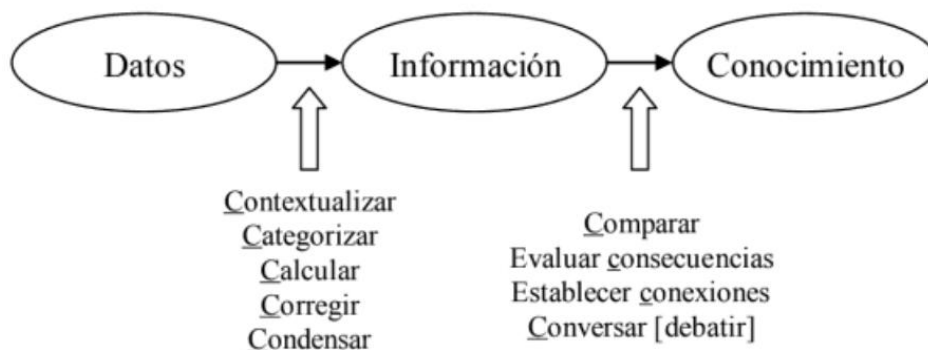 Datos
Información
Conocimiento
Contextualizar
Categorizar
Calcular
Corregir
Condensar
Comparar
Evaluar consecuencias
Establecer conexiones
Conversar [debatir]